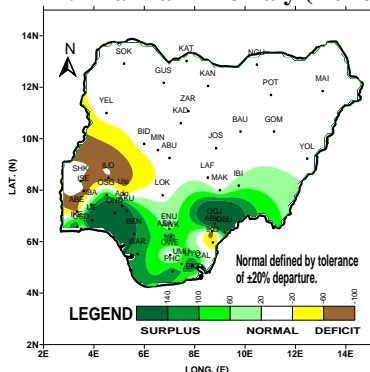 14N
N
KAT
SOK
NGU
GUS
KAN
MAI
12N
POT
YEL
ZAR
KAD
BID
BAU
GOM
10N
MIN
ABU
JOS
YOL
SHK
ILO
LAF
ISE
OSG
LOK
MAK
IBI
8N
ABE
ENU
OGJ
BEN
WAR
OWE
6N
UMU
UYO
CAL
PHC
Normal defined by tolerance
of ±20% departure.
4N
LEGEND
140
100
60
20
-20
-60
-100
SURPLUS
NORMAL
DEFICIT
2N
2E
4E
6E
8E
10E
12E
14E
LAT. (N)
LONG. (E)